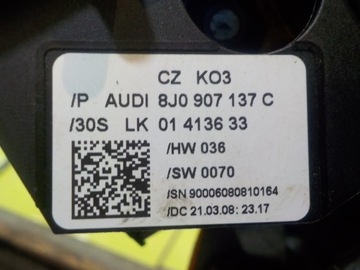 CZ KO3
/P AUDI 8J0 907 137 C
/30S LK 01 4136 33
/HW 036
/SW 0070
/SN 90006080810164
/DC 21.03.08: 23.17